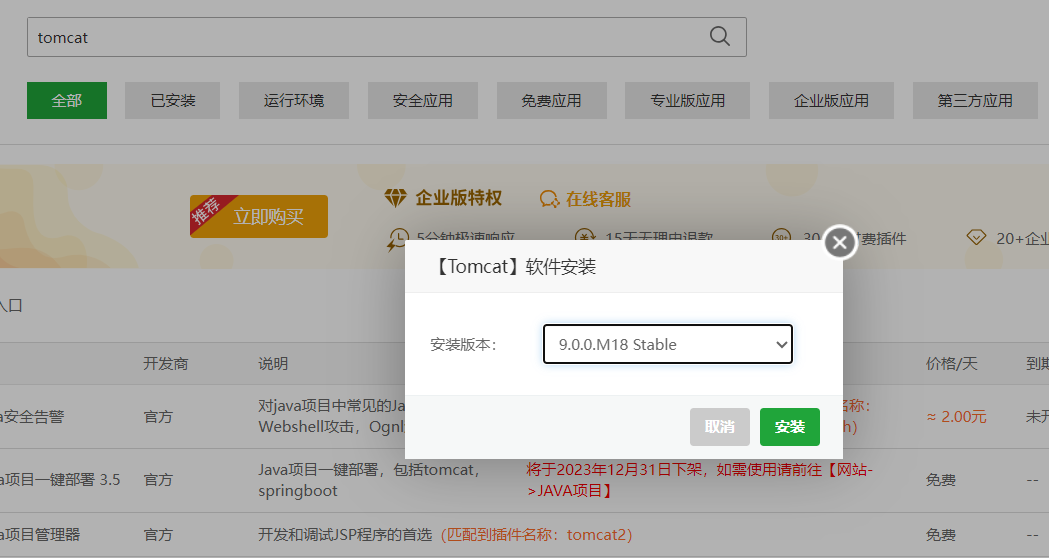 tomcat
全部 已安装 运行环境 安全应用 免费应用 专业版应用 企业版应用 第三方应用
推荐 立即购买 企业版特权 在线客服
5分钟极速响应 15天无理由退款 30 费插件 20+企业
【Tomcat】软件安装
入口
安装版本： 9.0.0.M18 Stable
开发商 说明 价格/天 到期
安全告警 官方 对java项目中常见的Ja 名称： ≈ 2.00元 未开
Webshell攻击，Ognl h）
取消 安装
项目一键部署 3.5 官方 Java项目一键部署，包括tomcat， 将于2023年12月31日下架，如需使用请前往【网站- 免费 --
springboot >JAVA项目】
项目管理器 官方 开发和调试JSP程序的首选（匹配到插件名称：tomcat2） 免费 --